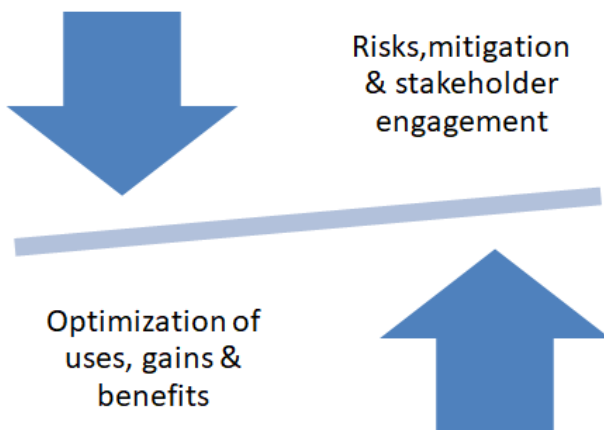 Risks,mitigation
& stakeholder
engagement
Optimization of
uses, gains &
benefits